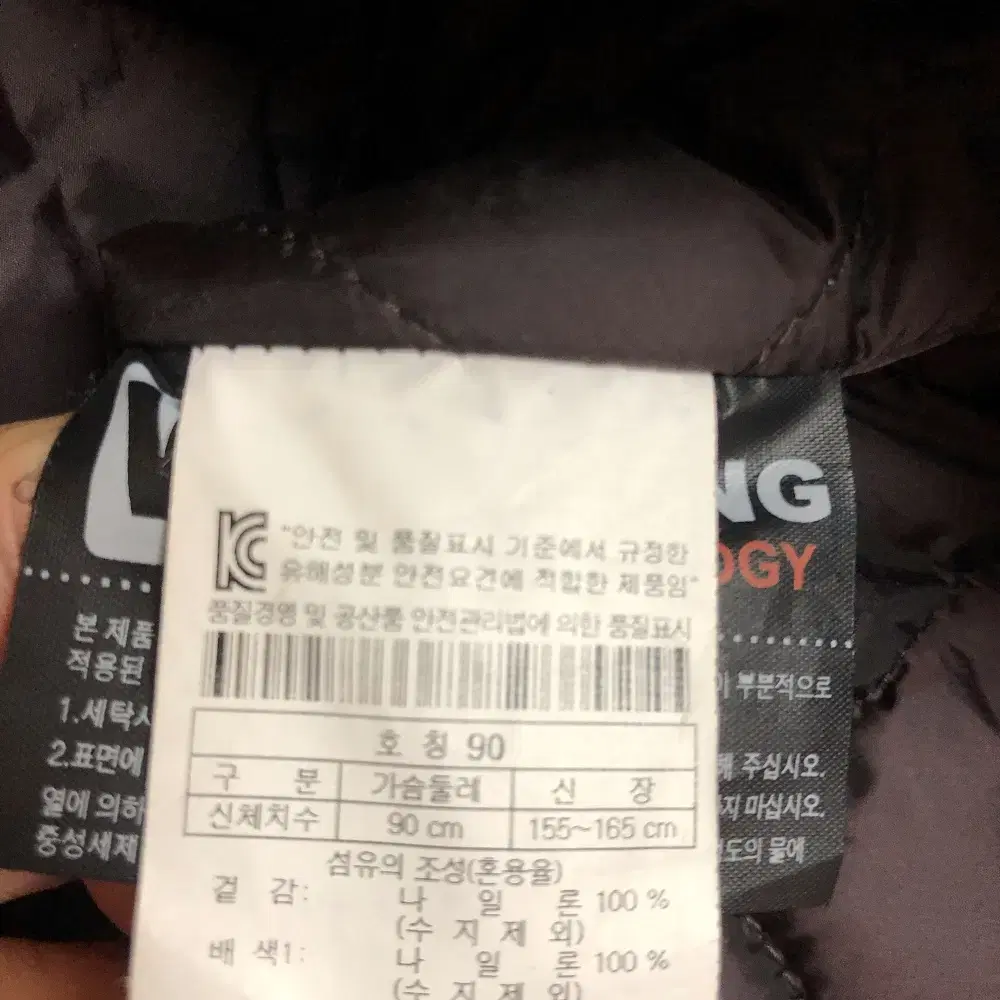 NG
OGY
"안전 및 품질표시 기준에서 규정한
유해성분 안전요건에 적합한 제품임"
품질경영 및 공산품 안전관리법에 의한 품질표시
호 칭 90
구 분 가슴둘레 신 장
신체치수 90 cm 155~165 cm
섬유의 조성(혼용율)
겉 감: 나 일 론 100 %
(수 지 제 외)
배 색1: 나 일 론 100 %
(수 지 제 외)
본 제품
적용된
1.세탁시
2.표면에
열에 의하
중성세제
부분적으로
주십시오.
마십시오.
물에